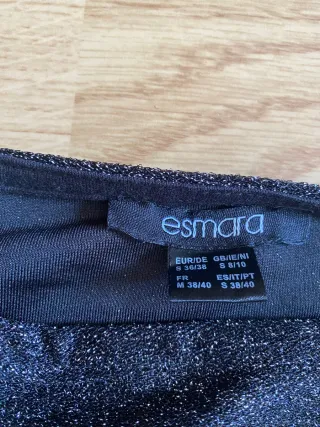 esmara
EUR/DE GB/IE/NI
S 36/38 S 8/10
FR ES/IT/PT
M 38/40 S 38/40